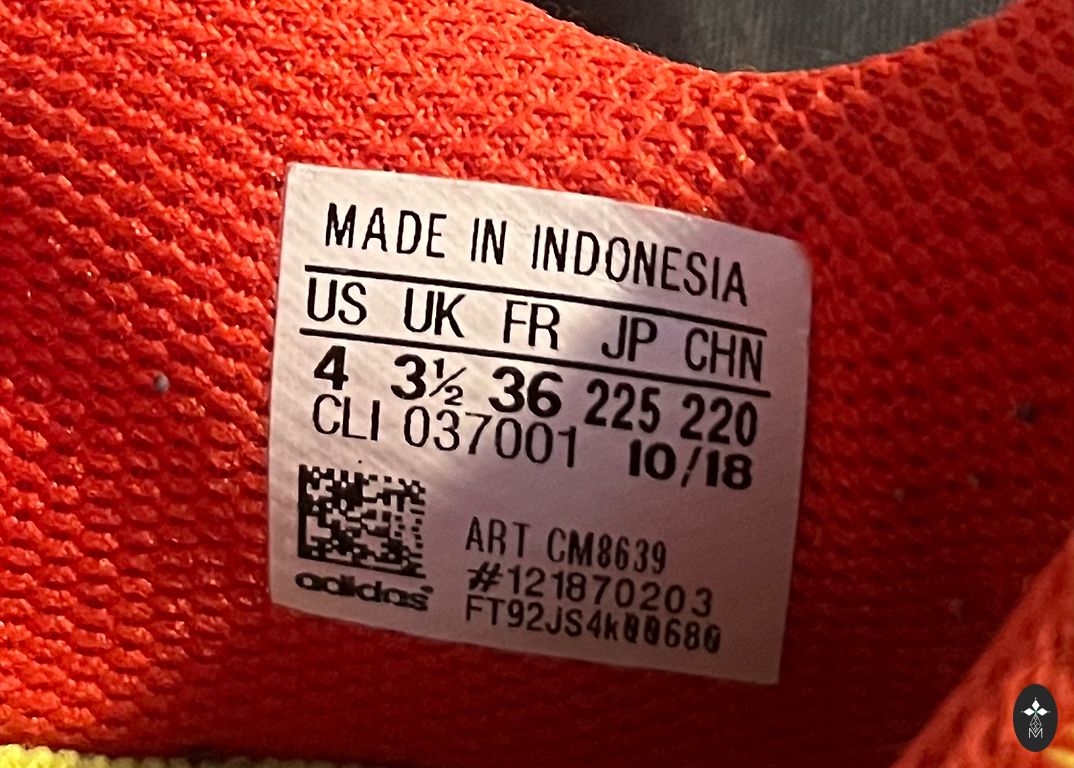 MADE IN INDONESIA
US UK FR JP CHN
4 3½ 36 225 220
CLI 037001 10/18
ART CM8639
#121870203
FT92JS4k00680
adidas